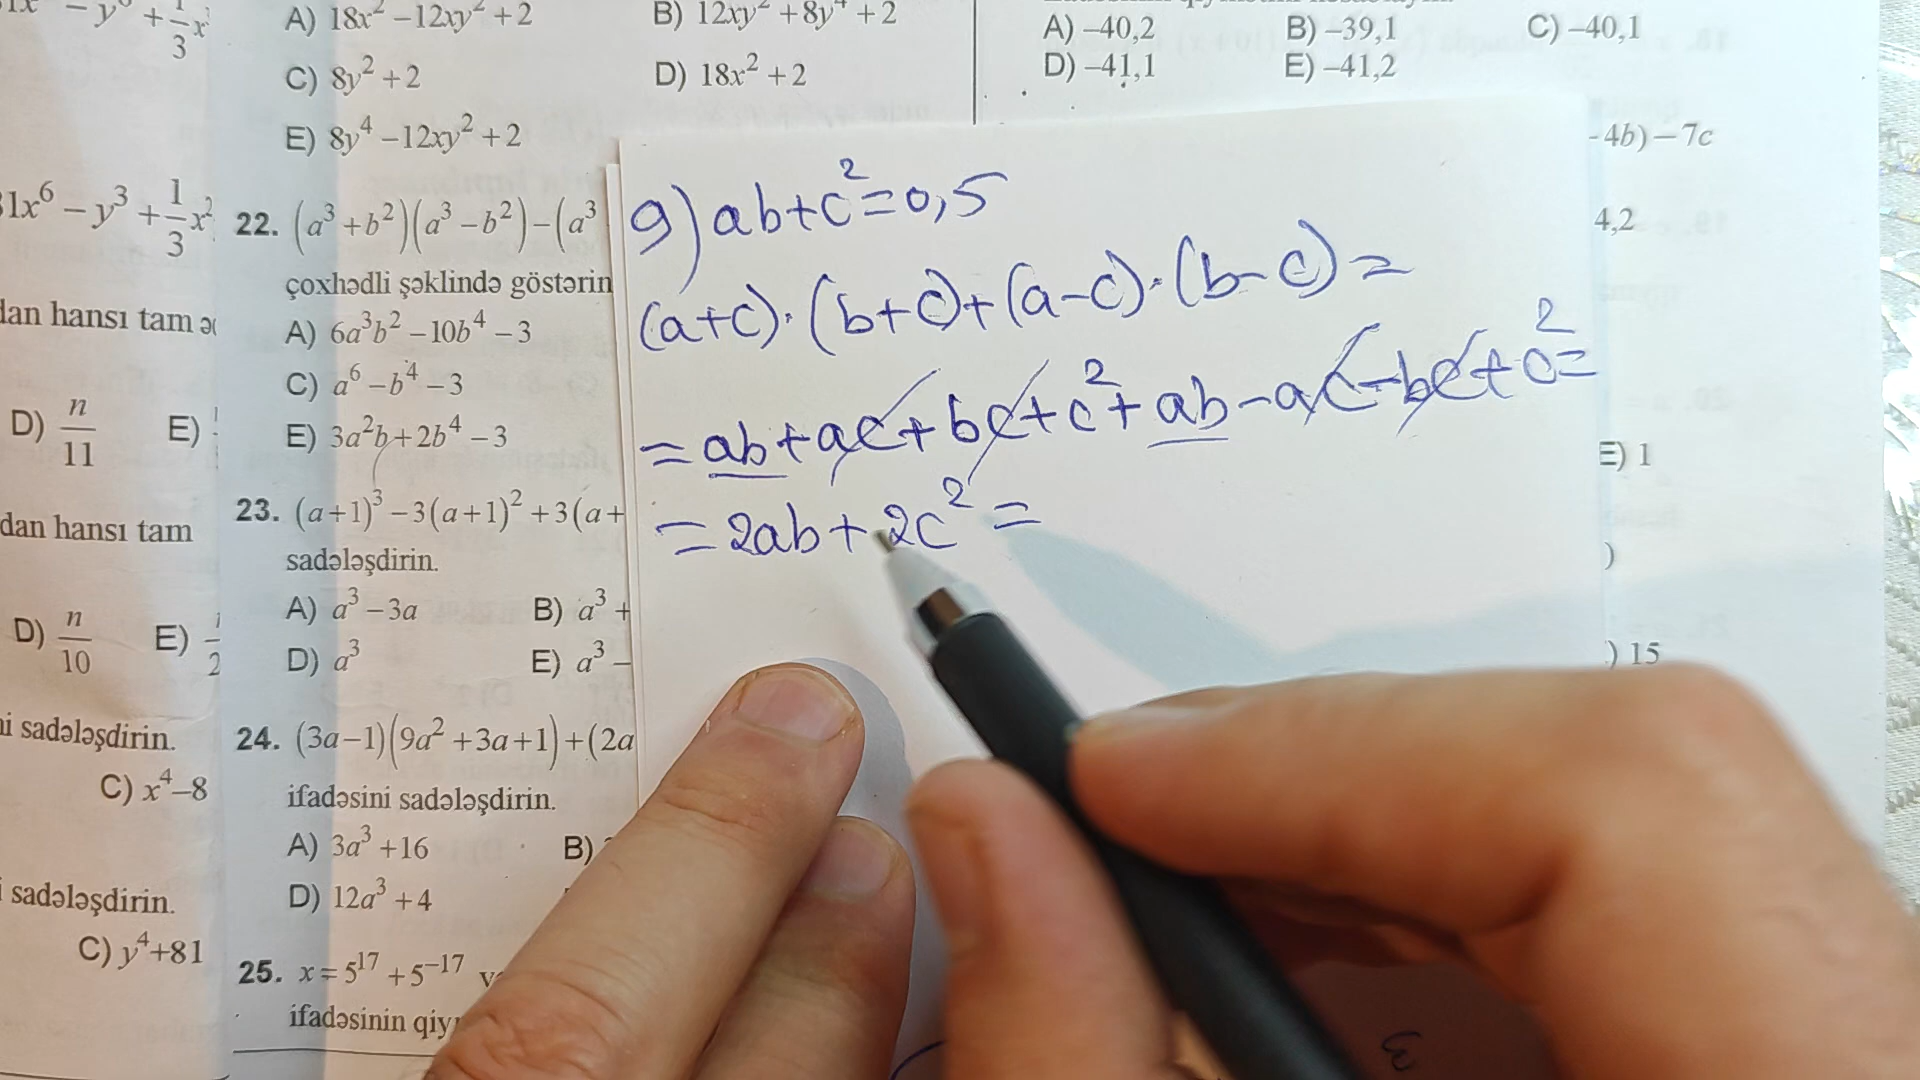 A) 18x² – 12xy² + 2
B) 12xy² + 8y⁴ + 2
C) 8y² + 2
D) 18x² + 2
E) 8y⁴ – 12xy² + 2
A) –40,2
B) –39,1
C) –40,1
D) –41,1
E) –41,2
1x⁶ – y³ + 1/3
dan hansı tam
D) n/11
E)
dan hansı tam
D) n/10
E)
sadələşdirin.
C) x⁴–8
sadələşdirin.
C) y⁴+81
22. (a³ + b²)(a³ – b²) – (a³
çoxhədli şəklində göstərin
A) 6a³b² – 10b⁴ – 3
C) a⁶ – b⁴ – 3
E) 3a²b + 2b⁴ – 3
23. (a+1)³ – 3(a+1)² + 3(a+
sadələşdirin.
A) a³ – 3a
B) a³ +
D) a³
E) a³ –
24. (3a–1)(9a² + 3a + 1) + (2a
ifadəsini sadələşdirin.
A) 3a³ + 16
B)
D) 12a³ + 4
25. x = 5¹⁷ + 5⁻¹⁷
ifadəsinin
9) ab+c²=0,5
(a+c)·(b+c)+(a-c)·(b-c)=
=ab+ac+bc+c²+ab-ac-bc+c²=
=2ab+2c²=
4b) – 7c
4,2
E) 1
)
) 15